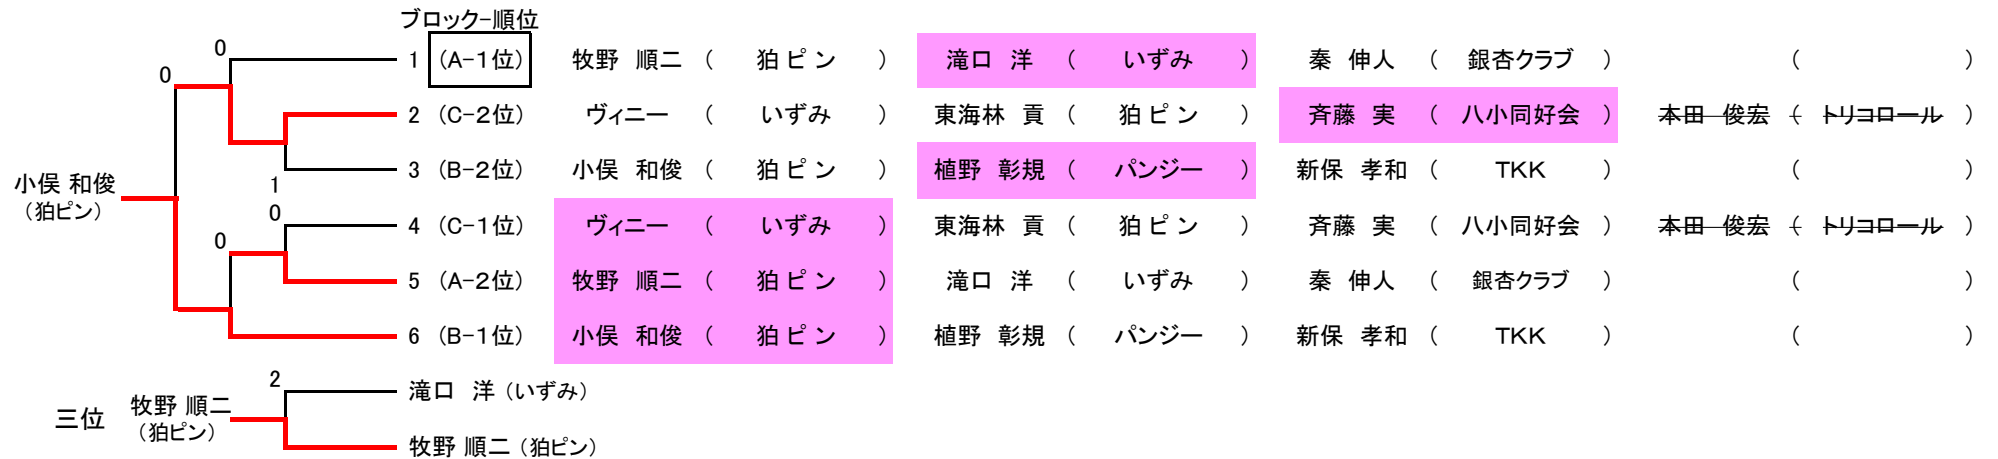 ブロック-順位
0
1 (A-1位) 牧野 順二 ( 狛ピン ) 滝口 洋 ( いずみ ) 秦 伸人 ( 銀杏クラブ ) ( )
0
2 (C-2位) ヴィニー ( いずみ ) 東海林 貢 ( 狛ピン ) 斉藤 実 ( 八小同好会 ) 本田 俊宏 ( トリコロール )
3 (B-2位) 小俣 和俊 ( 狛ピン ) 植野 彰規 ( パンジー ) 新保 孝和 ( TKK ) ( )
1
小俣 和俊
(狛ピン)
0
4 (C-1位) ヴィニー ( いずみ ) 東海林 貢 ( 狛ピン ) 斉藤 実 ( 八小同好会 ) 本田 俊宏 ( トリコロール )
0
5 (A-2位) 牧野 順二 ( 狛ピン ) 滝口 洋 ( いずみ ) 秦 伸人 ( 銀杏クラブ ) ( )
6 (B-1位) 小俣 和俊 ( 狛ピン ) 植野 彰規 ( パンジー ) 新保 孝和 ( TKK ) ( )
2
滝口 洋 (いずみ)
三位 牧野 順二
(狛ピン)
牧野 順二 (狛ピン)